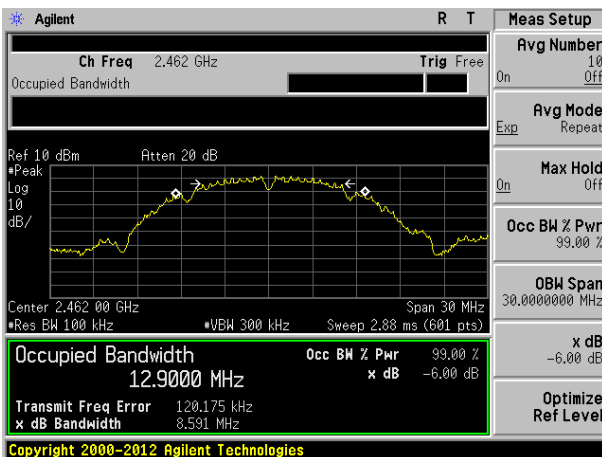 Agilent R T
Ch Freq 2.462 GHz Trig Free
Occupied Bandwidth
Ref 10 dBm Atten 20 dB
#Peak
Log
10
dB/
Center 2.462 00 GHz Span 30 MHz
#Res BW 100 kHz #VBW 300 kHz Sweep 2.88 ms (601 pts)
Occupied Bandwidth Occ BW % Pwr 99.00 %
12.9000 MHz x dB -6.00 dB
Transmit Freq Error 120.175 kHz
x dB Bandwidth 8.591 MHz
Copyright 2000-2012 Agilent Technologies
Meas Setup
Avg Number
10
On Off
Avg Mode
Exp Repeat
Max Hold
On Off
Occ BW % Pwr
99.00 %
OBW Span
30.0000000 MHz
x dB
-6.00 dB
Optimize
Ref Level